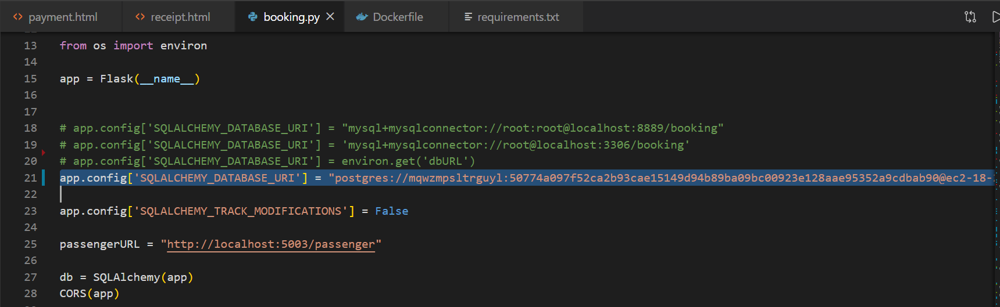 payment.html receipt.html booking.py Dockerfile requirements.txt
13 from os import environ
14
15 app = Flask(__name__)
16
17
18 # app.config['SQLALCHEMY_DATABASE_URI'] = "mysql+mysqlconnector://root:root@localhost:8889/booking"
19 # app.config['SQLALCHEMY_DATABASE_URI'] = 'mysql+mysqlconnector://root@localhost:3306/booking'
20 # app.config['SQLALCHEMY_DATABASE_URI'] = environ.get('dbURL')
21 app.config['SQLALCHEMY_DATABASE_URI'] = "postgres://mqwzmpsltrguyl:50774a097f52ca2b93cae15149d94b89ba09bc00923e128aae95352a9cdbab90@ec2-18-
22
23 app.config['SQLALCHEMY_TRACK_MODIFICATIONS'] = False
24
25 passengerURL = "http://localhost:5003/passenger"
26
27 db = SQLAlchemy(app)
28 CORS(app)